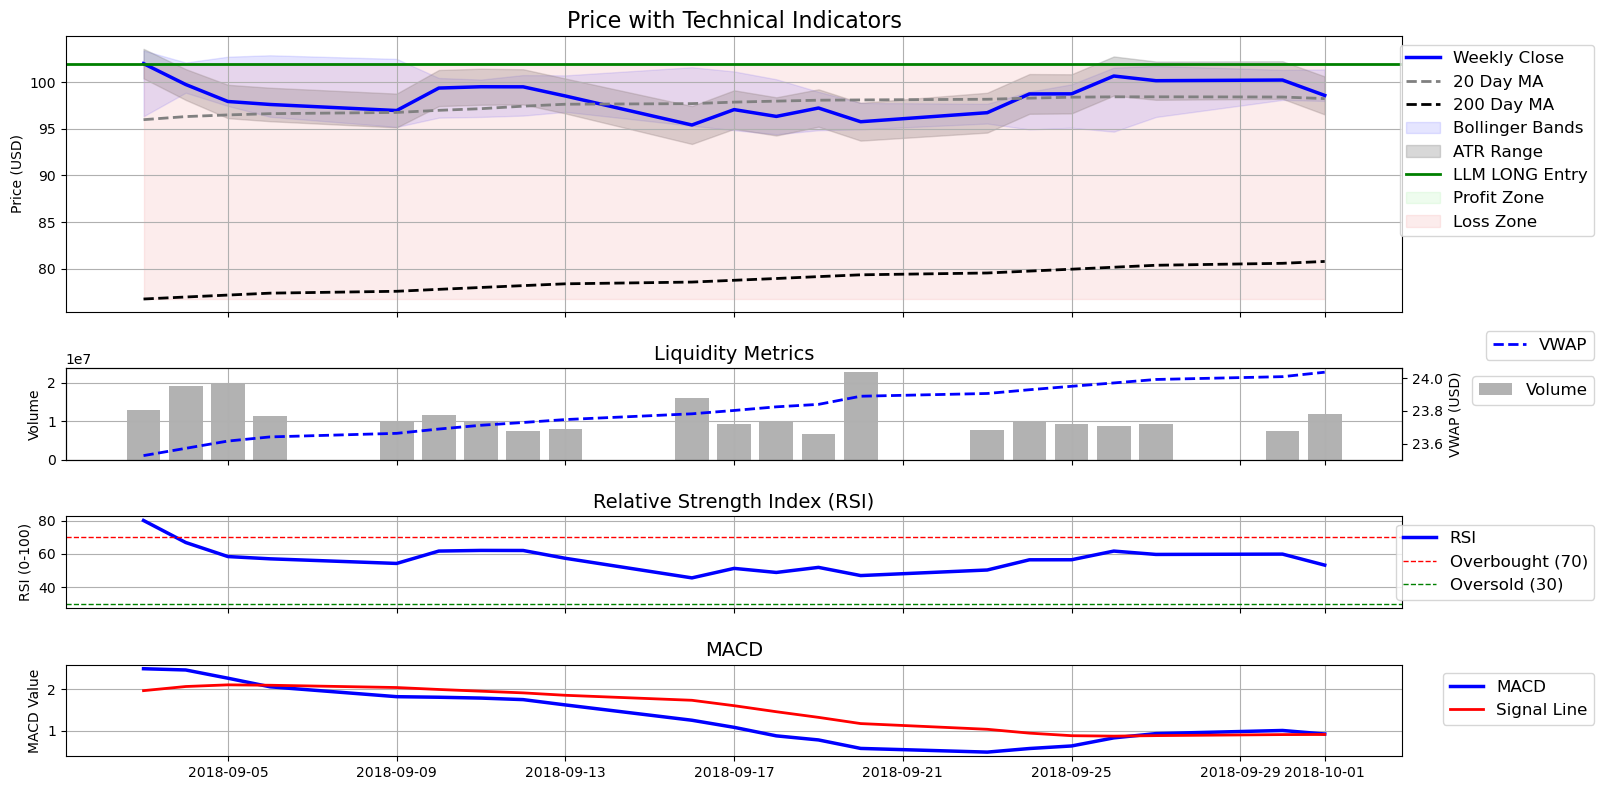 Price with Technical Indicators
Price (USD)
100
95
90
85
80
Weekly Close
20 Day MA
200 Day MA
Bollinger Bands
ATR Range
LLM LONG Entry
Profit Zone
Loss Zone
Liquidity Metrics
1e7
Volume
2
1
0
24.0
23.8
23.6
VWAP (USD)
VWAP
Volume
Relative Strength Index (RSI)
RSI (0-100)
80
60
40
RSI
Overbought (70)
Oversold (30)
MACD
MACD Value
2
1
MACD
Signal Line
2018-09-05
2018-09-09
2018-09-13
2018-09-17
2018-09-21
2018-09-25
2018-09-29
2018-10-01